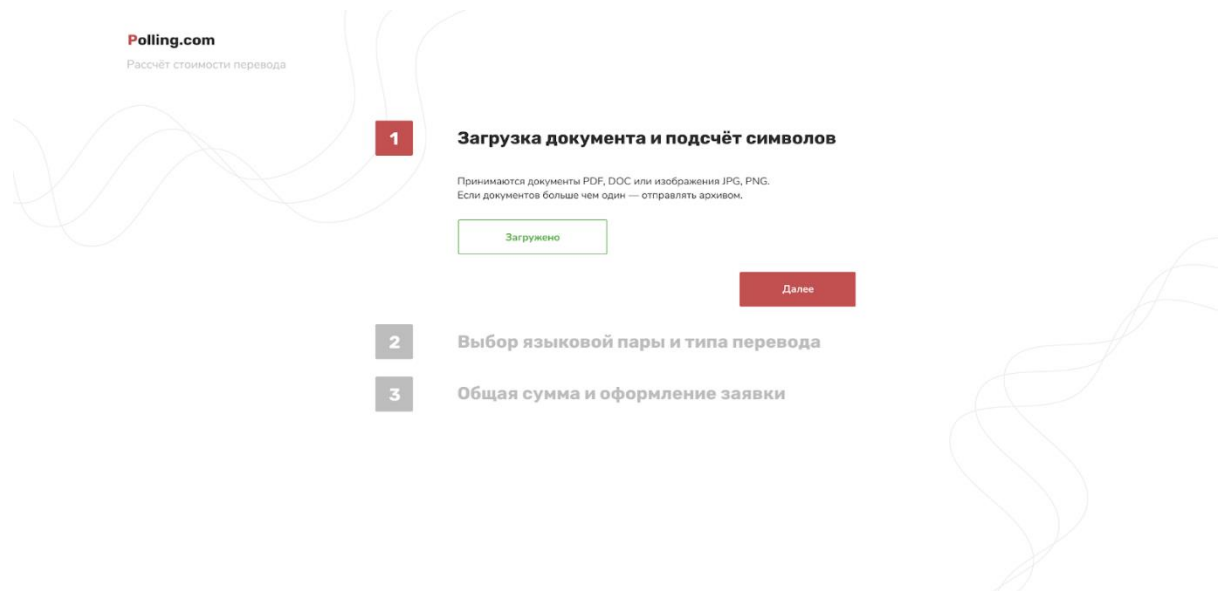 Polling.com
Рассчёт стоимости перевода
1
Загрузка документа и подсчёт символов
Принимаются документы PDF, DOC или изображения JPG, PNG.
Если документов больше чем один — отправлять архивом.
Загружено
Далее
2
Выбор языковой пары и типа перевода
3
Общая сумма и оформление заявки